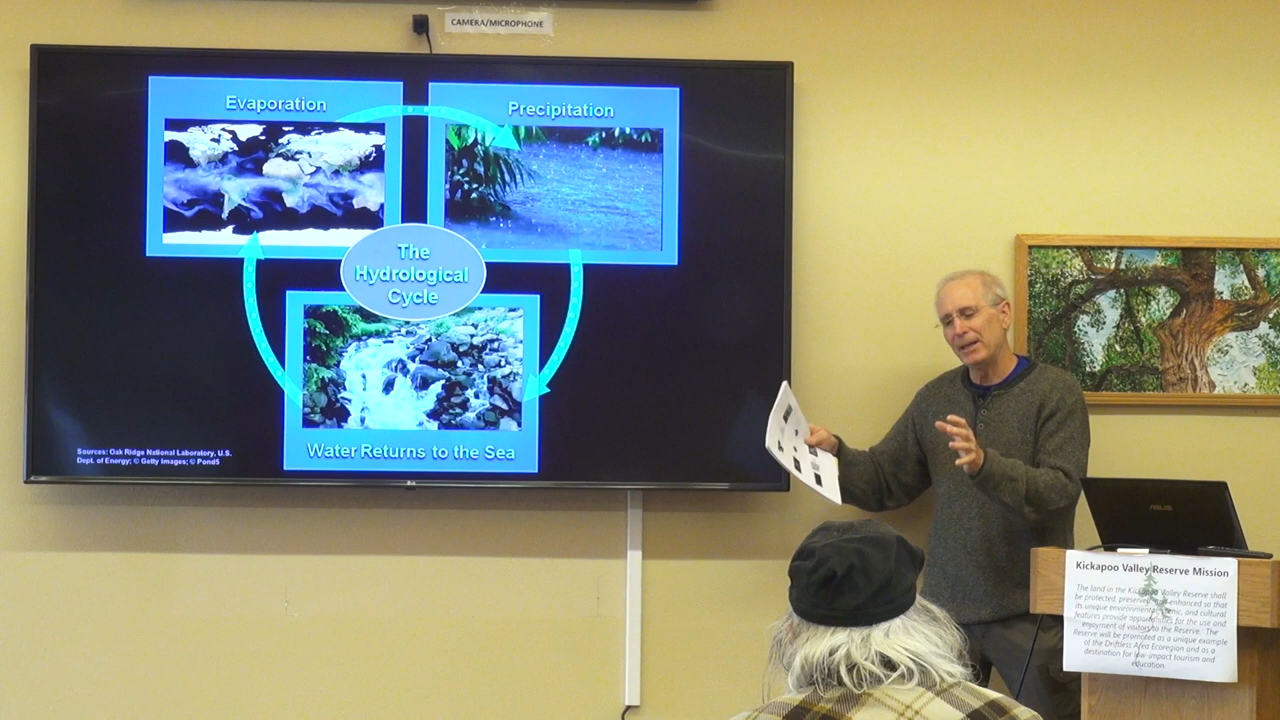 CAMERA/MICROPHONE
Evaporation
Precipitation
The
Hydrological
Cycle
Water Returns to the Sea
Sources: Oak Ridge National Laboratory, U.S.
Dept. of Energy; © Getty Images; © Pond5
LG
ASUS
Kickapoo Valley Reserve Mission
The land in the Kickapoo Valley Reserve shall
be protected, preserved, and enhanced so that
its unique environmental, scenic, and cultural
features provide opportunities for the use and
enjoyment of visitors to the Reserve. The
Reserve will be promoted as a unique example
of the Driftless Area Ecoregion and as a
destination for low-impact tourism and
education.